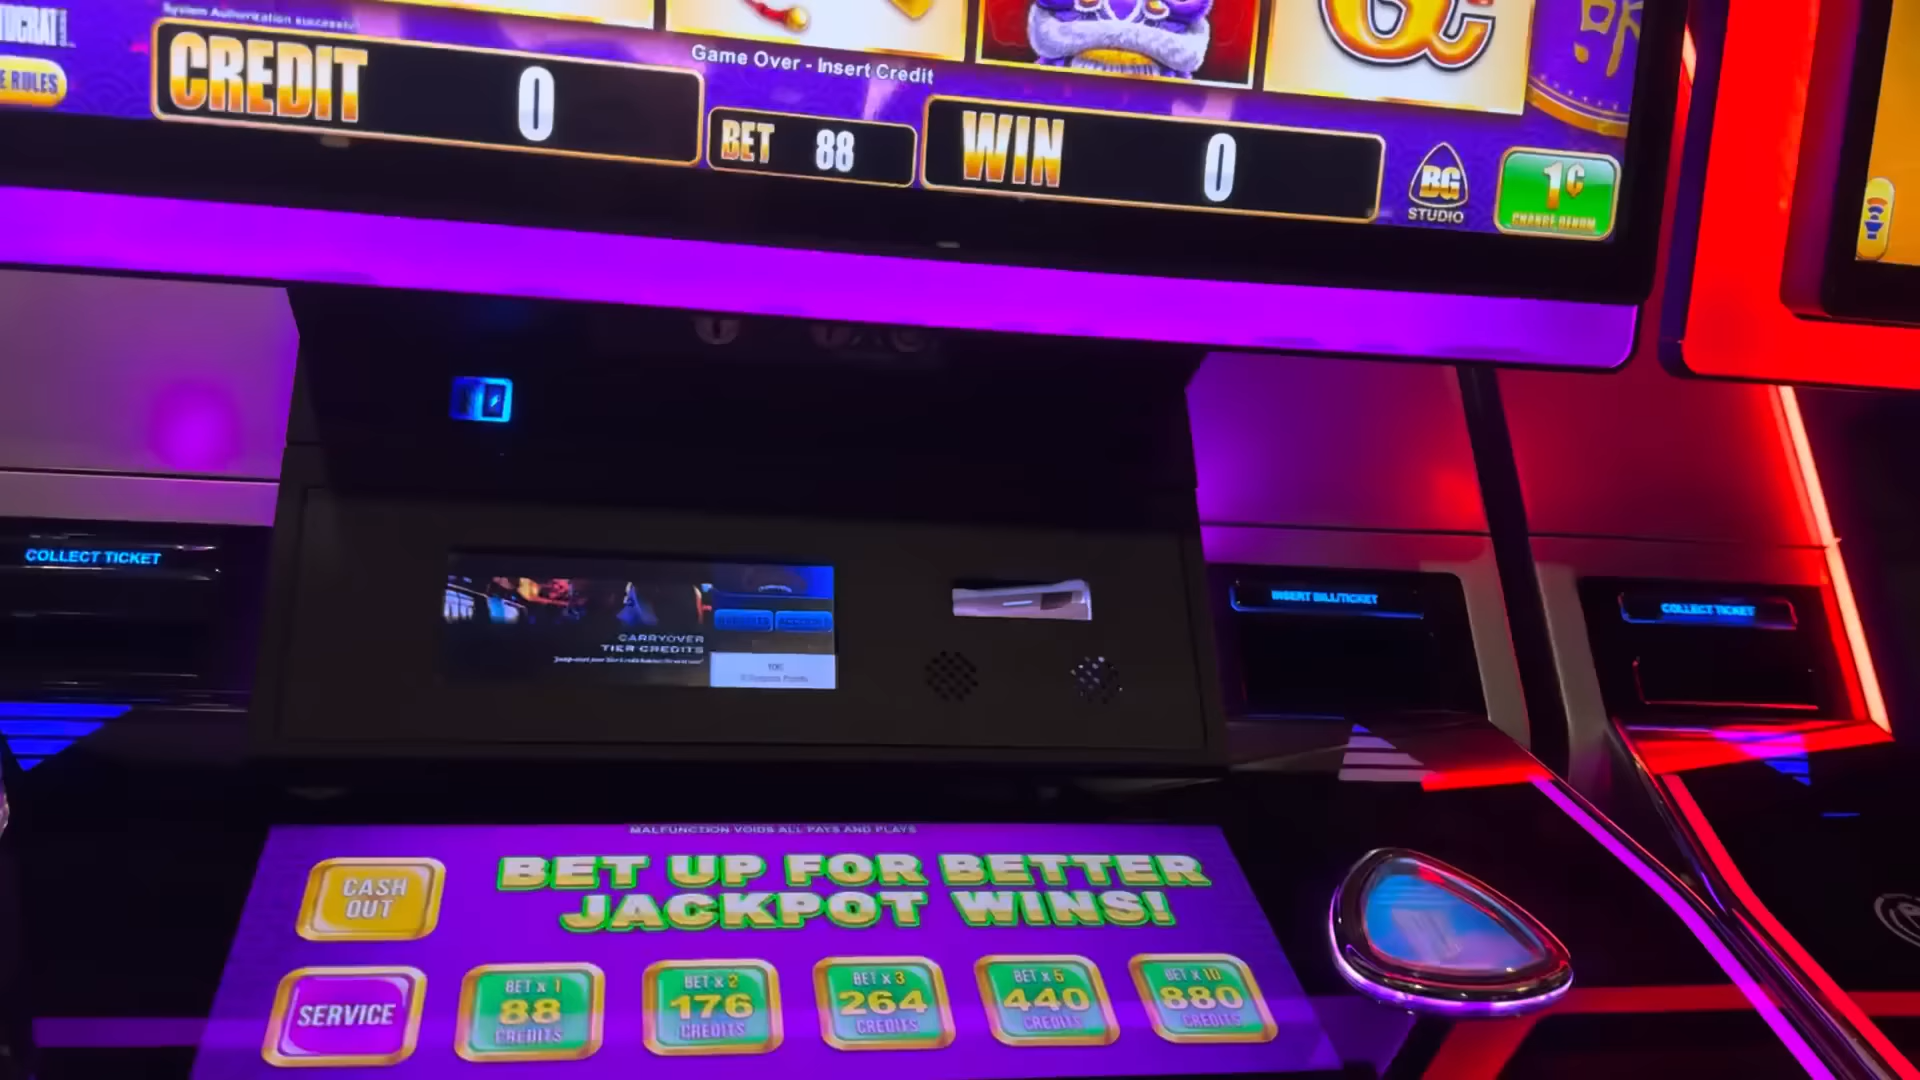 System Authorization successful
Game Over - Insert Credit
CREDIT 0
BET 88
WIN 0
E RULES
BG
STUDIO
1¢
CHANGE DENOM
COLLECT TICKET
INSERT BILL/TICKET
COLLECT TICKET
CARRYOVER
TIER CREDITS
MALFUNCTION VOIDS ALL PAYS AND PLAYS
CASH
OUT
BET UP FOR BETTER
JACKPOT WINS!
SERVICE
BET x 1
88
CREDITS
BET x 2
176
CREDITS
BET x 3
264
CREDITS
BET x 5
440
CREDITS
BET x 10
880
CREDITS